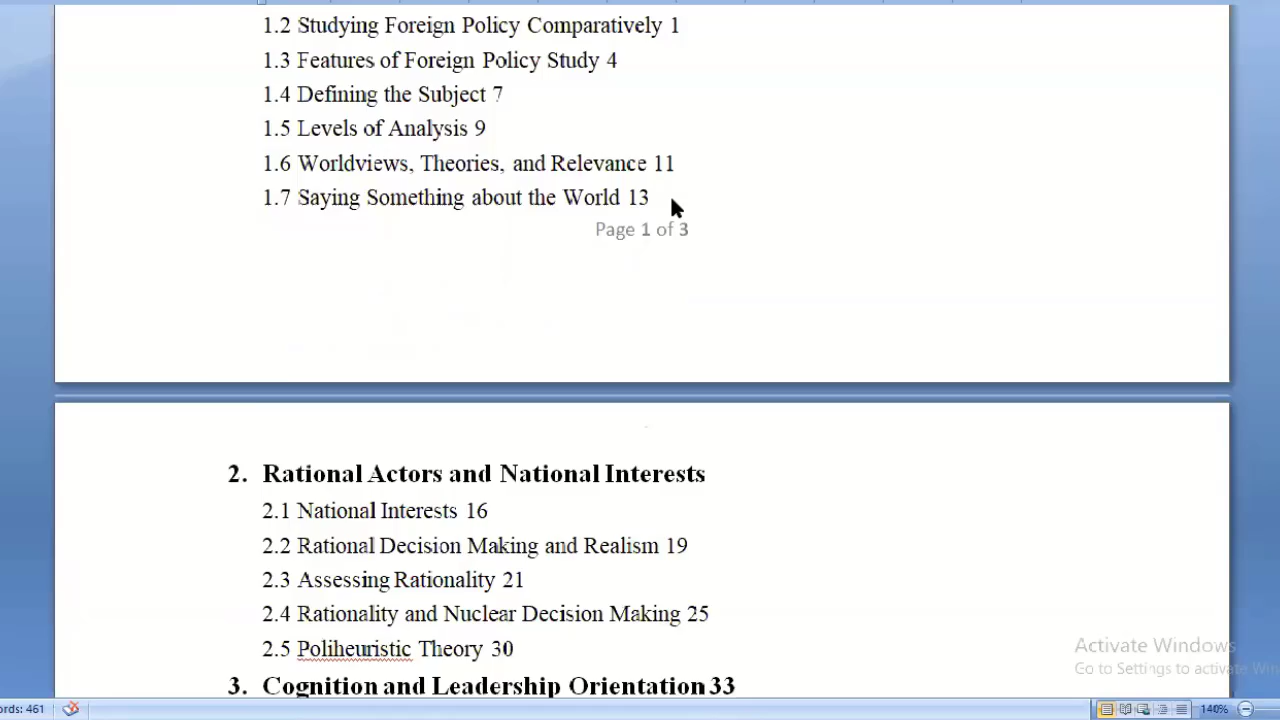 1.2 Studying Foreign Policy Comparatively 1
1.3 Features of Foreign Policy Study 4
1.4 Defining the Subject 7
1.5 Levels of Analysis 9
1.6 Worldviews, Theories, and Relevance 11
1.7 Saying Something about the World 13
Page 1 of 3
2. Rational Actors and National Interests
2.1 National Interests 16
2.2 Rational Decision Making and Realism 19
2.3 Assessing Rationality 21
2.4 Rationality and Nuclear Decision Making 25
2.5 Poliheuristic Theory 30
3. Cognition and Leadership Orientation 33
Activate Windows
Go to Settings to activate Win
ords: 461
140%